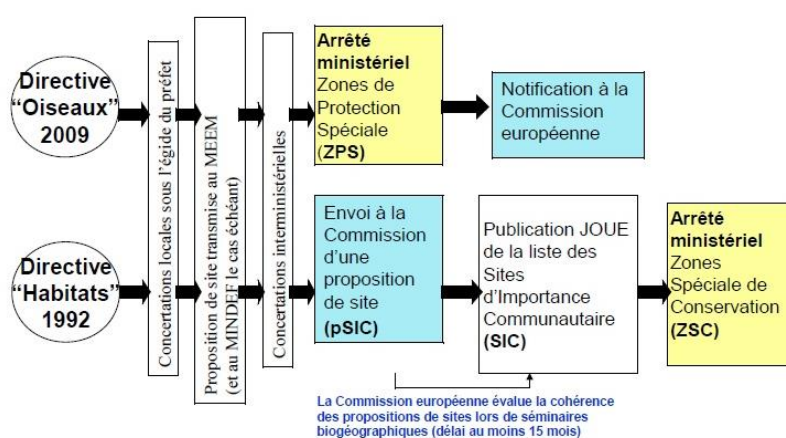 Directive
“Oiseaux”
2009
Directive
“Habitats”
1992
Concertations locales sous l’égide du préfet
Proposition de site transmise au MEEM
(et au MINDEF le cas échéant)
Concertations interministérielles
Arrêté
ministériel
Zones de
Protection
Spéciale
(ZPS)
Notification à la
Commission
européenne
Envoi à la
Commission
d’une
proposition
de site
(pSIC)
Publication JOUE
de la liste des
Sites
d’Importance
Communautaire
(SIC)
Arrêté
ministériel
Zones
Spéciale de
Conservation
(ZSC)
La Commission européenne évalue la cohérence
des propositions de sites lors de séminaires
biogéographiques (délai au moins 15 mois)